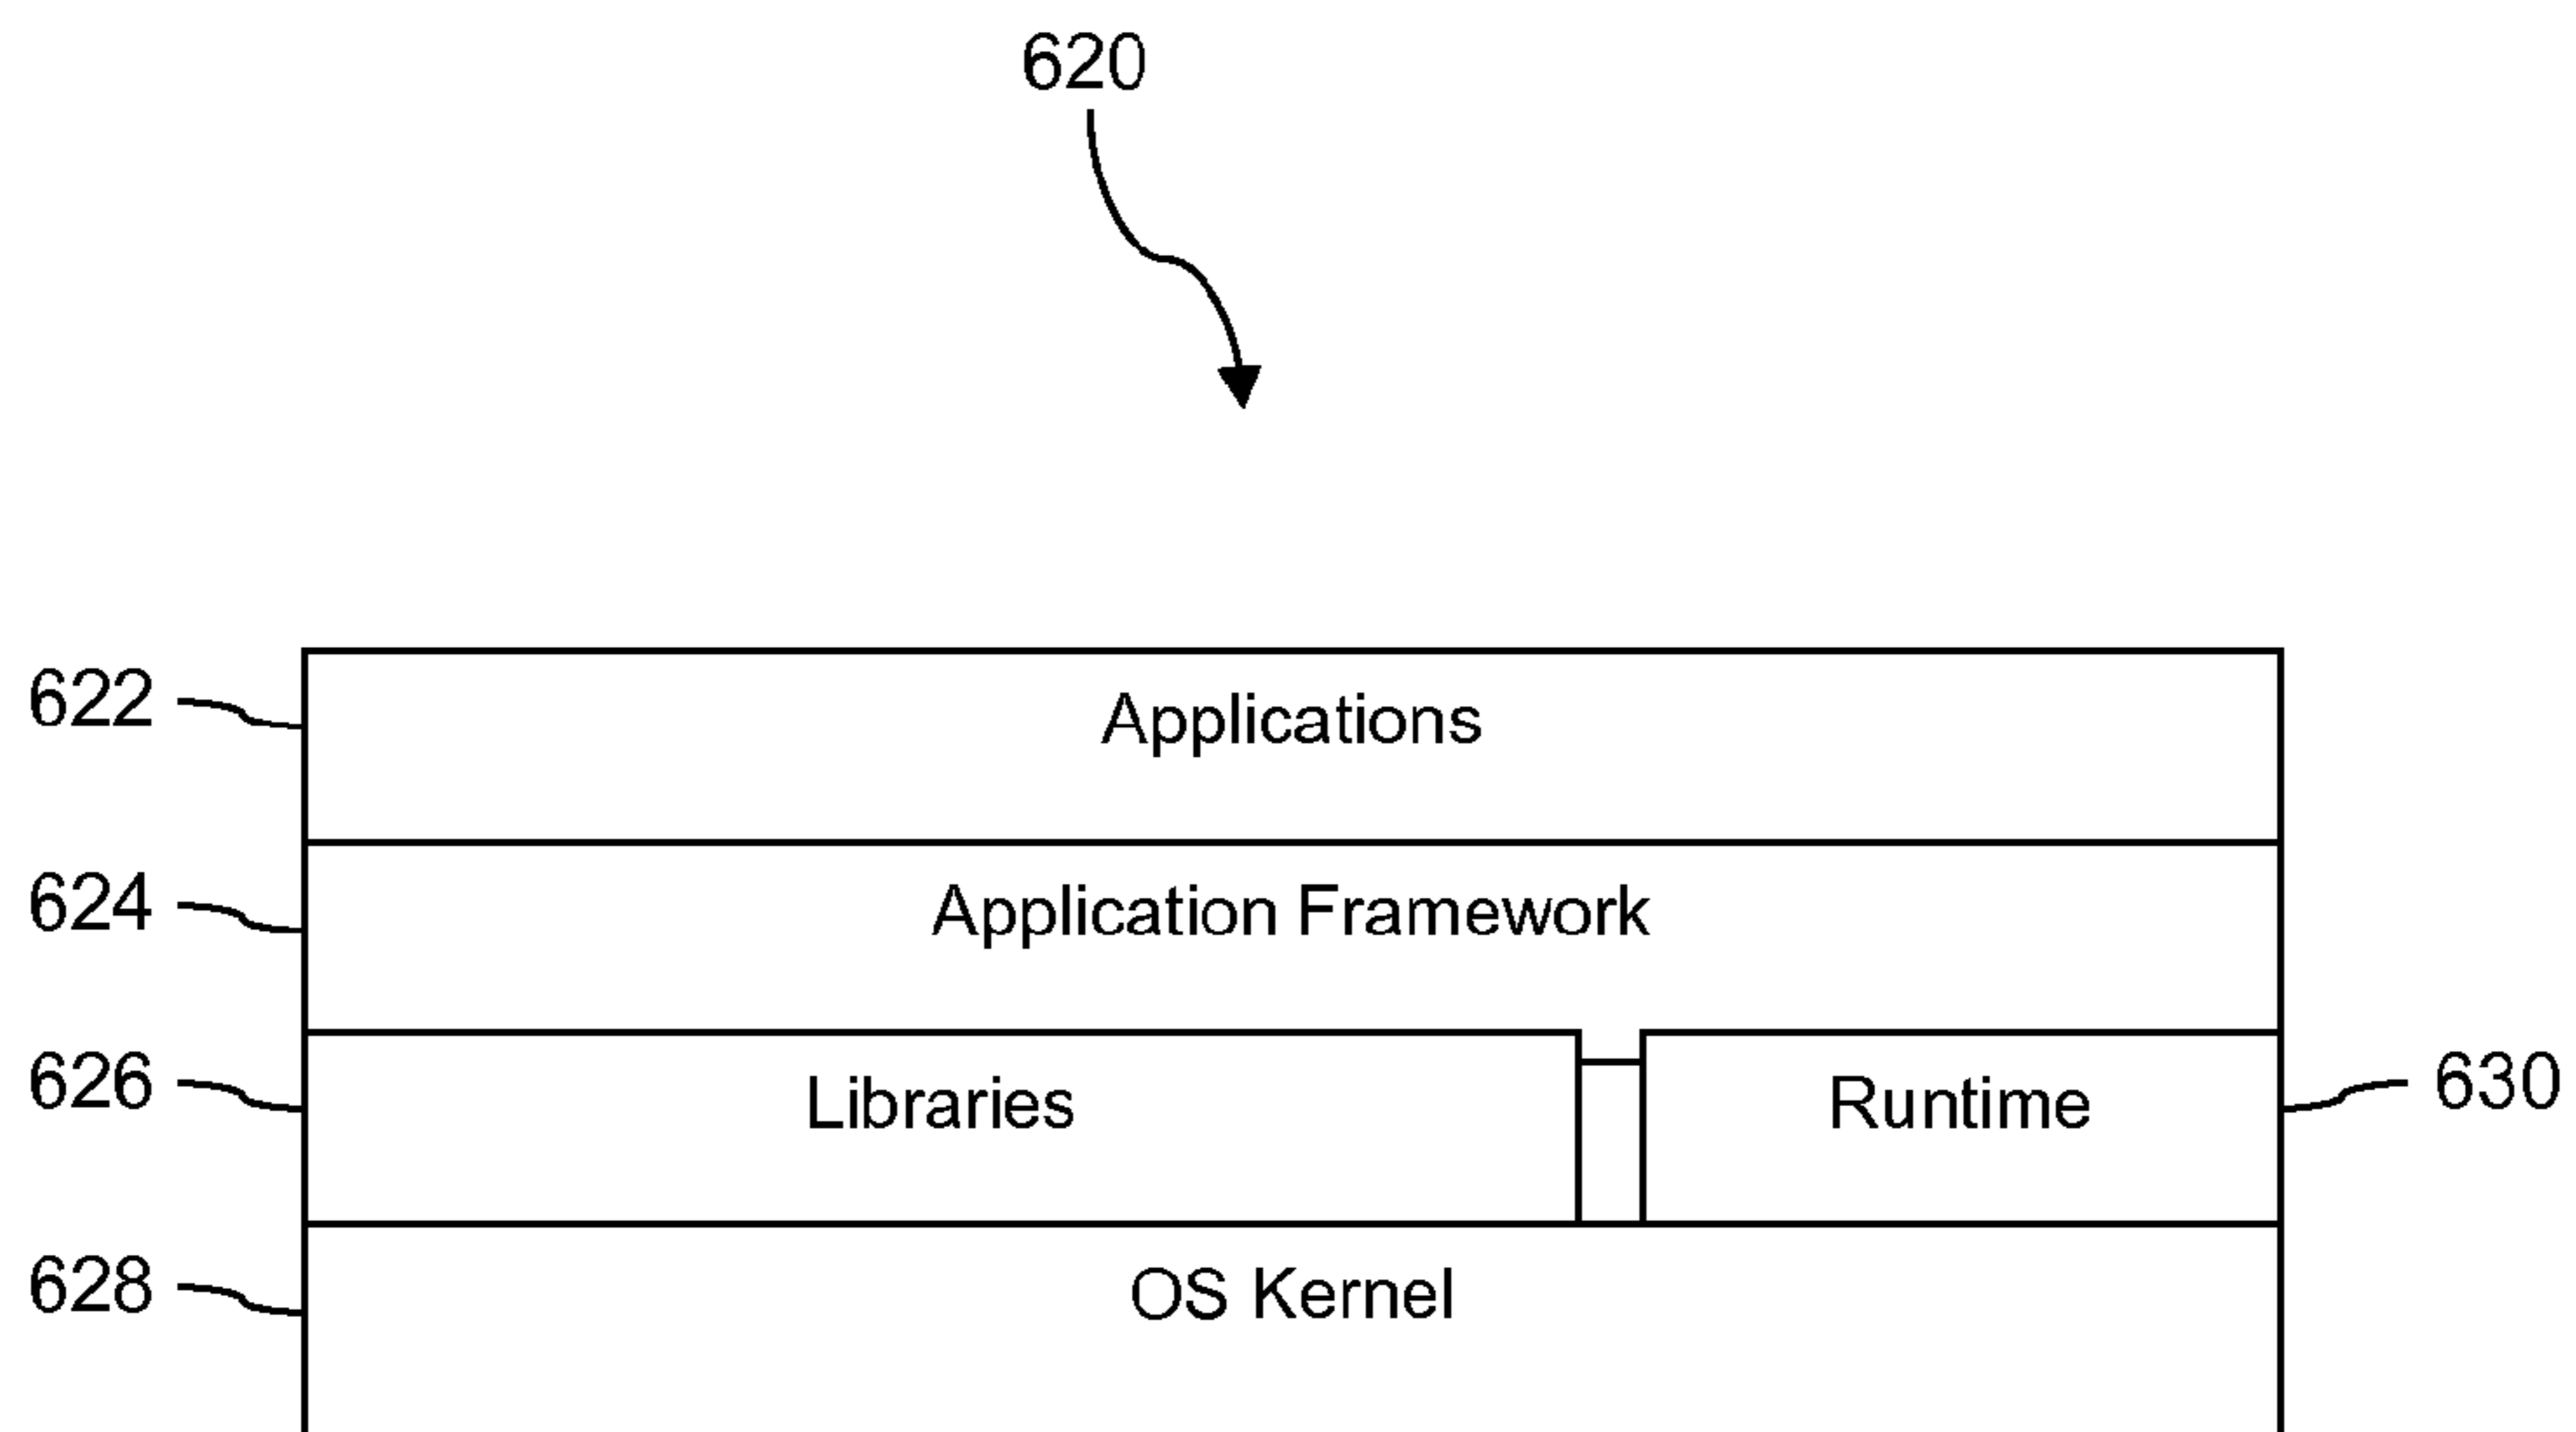 620
622
Applications
624
Application Framework
626
Libraries
Runtime
630
628
OS Kernel